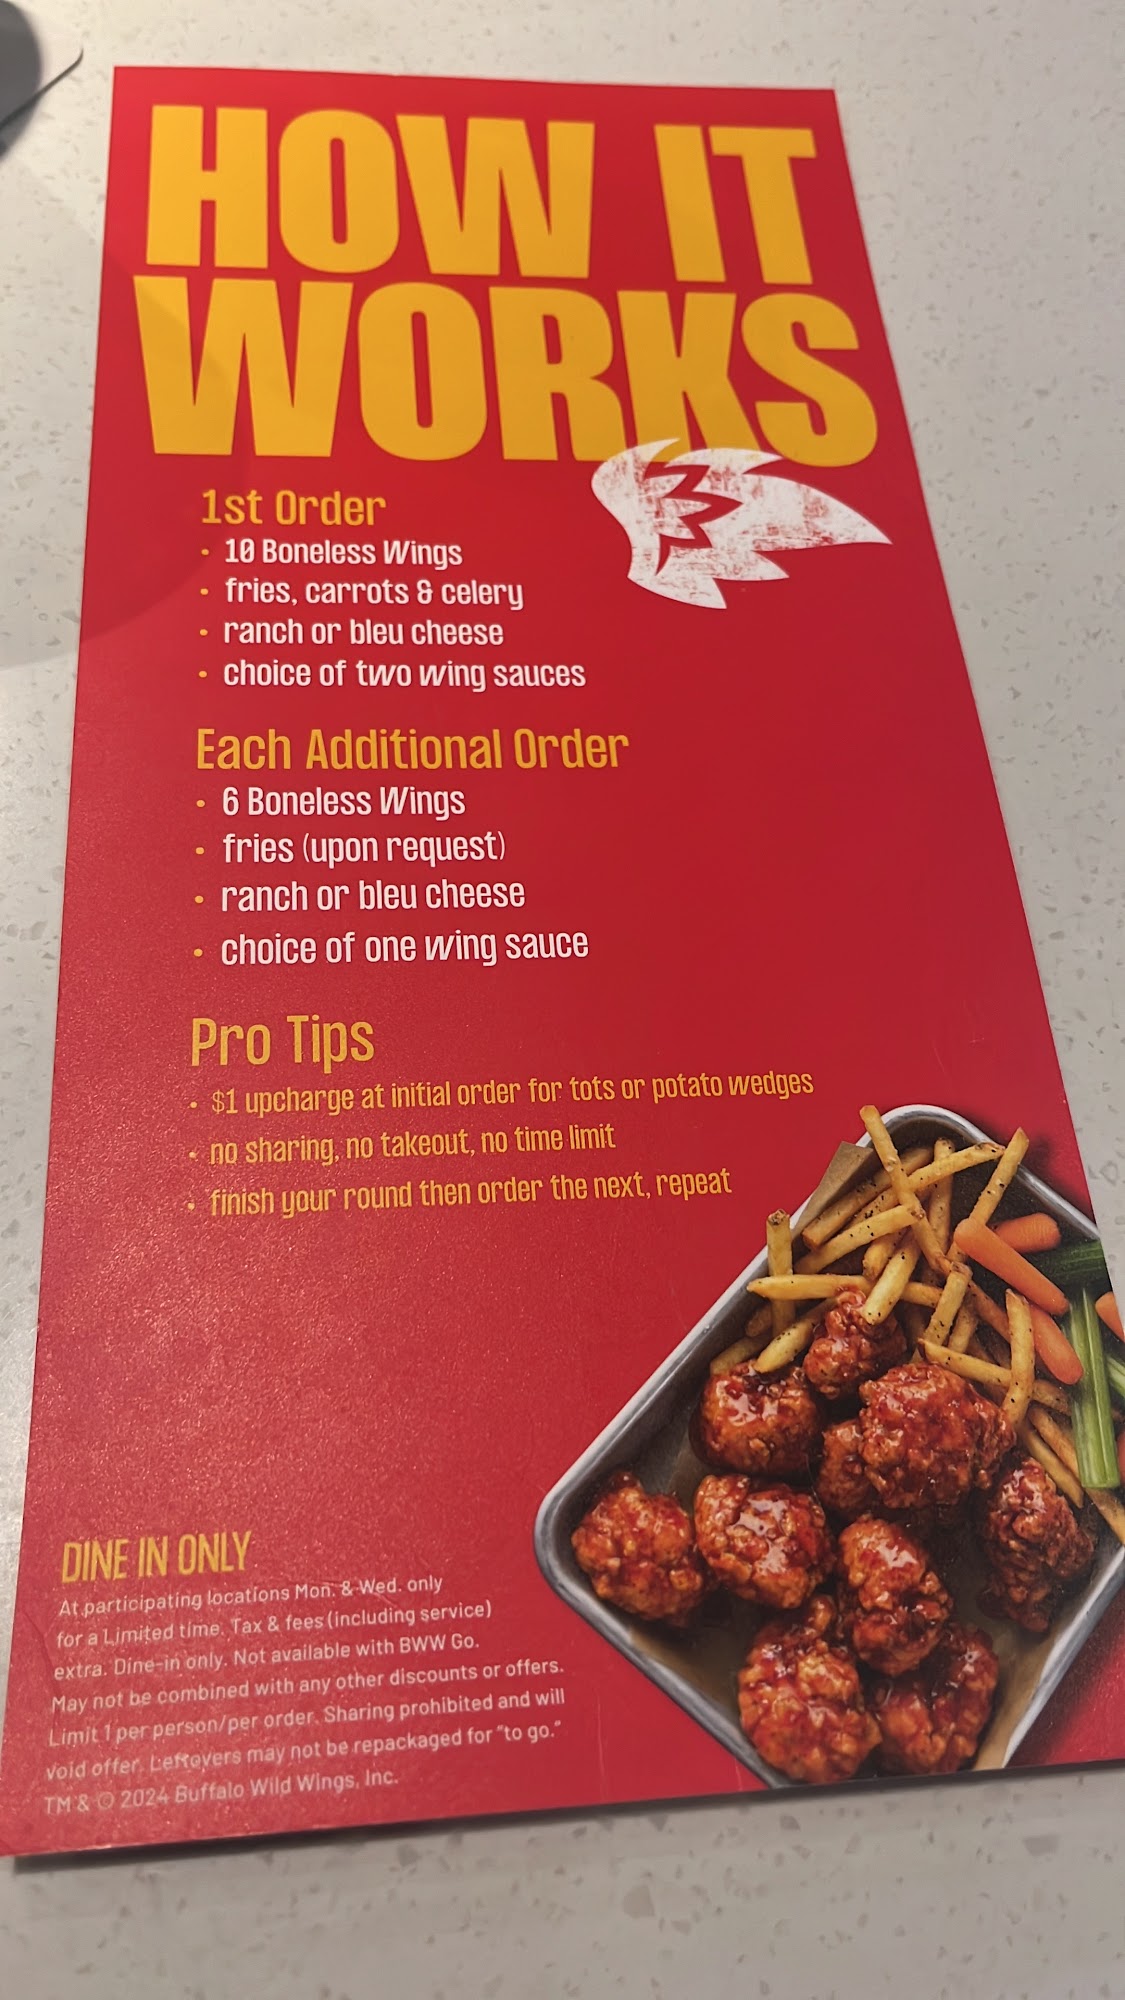 HOW IT
WORKS
1st Order
• 10 Boneless Wings
• fries, carrots & celery
• ranch or bleu cheese
• choice of two wing sauces
Each Additional Order
• 6 Boneless Wings
• fries (upon request)
• ranch or bleu cheese
• choice of one wing sauce
Pro Tips
• $1 upcharge at initial order for tots or potato wedges
• no sharing, no takeout, no time limit
• finish your round then order the next, repeat
DINE IN ONLY
At participating locations Mon. & Wed. only
for a Limited time. Tax & fees (including service)
extra. Dine-in only. Not available with BWW Go.
May not be combined with any other discounts or offers.
Limit 1 per person/per order. Sharing prohibited and will
void offer. Leftovers may not be repackaged for "to go."
TM & © 2024 Buffalo Wild Wings, Inc.